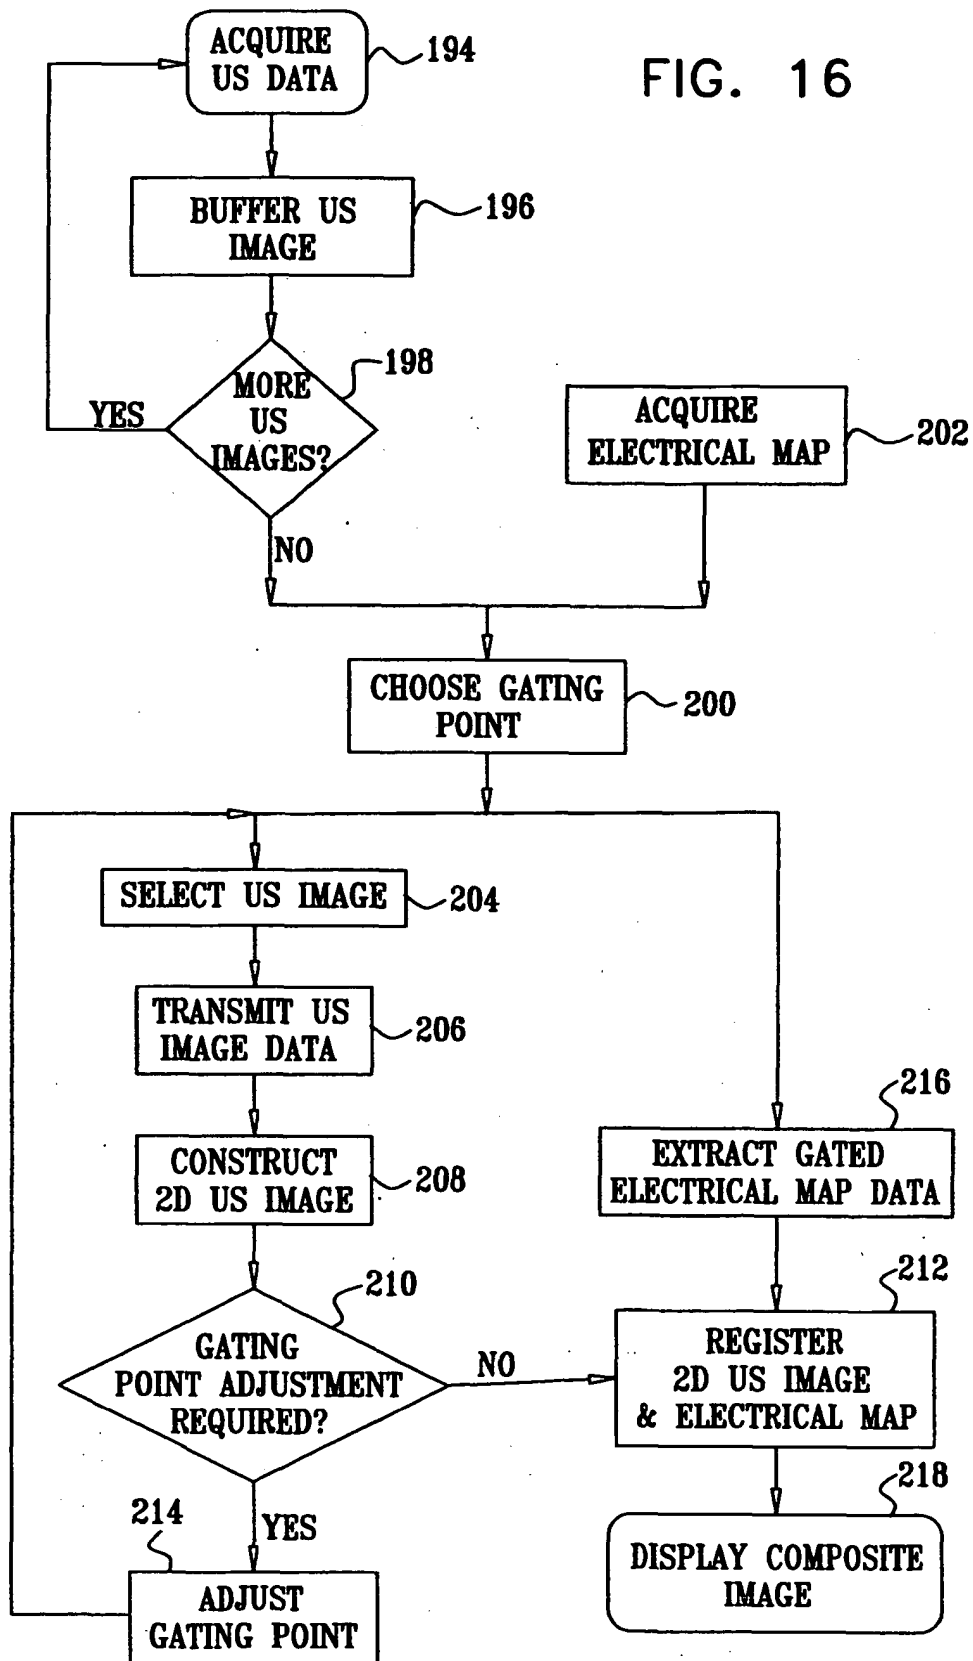 FIG. 16
ACQUIRE
US DATA
194
BUFFER US
IMAGE
196
MORE
US
IMAGES?
198
YES
NO
ACQUIRE
ELECTRICAL MAP
202
CHOOSE GATING
POINT
200
SELECT US IMAGE
204
TRANSMIT US
IMAGE DATA
206
CONSTRUCT
2D US IMAGE
208
GATING
POINT ADJUSTMENT
REQUIRED?
210
NO
YES
214
ADJUST
GATING POINT
216
EXTRACT GATED
ELECTRICAL MAP DATA
212
REGISTER
2D US IMAGE
& ELECTRICAL MAP
218
DISPLAY COMPOSITE
IMAGE